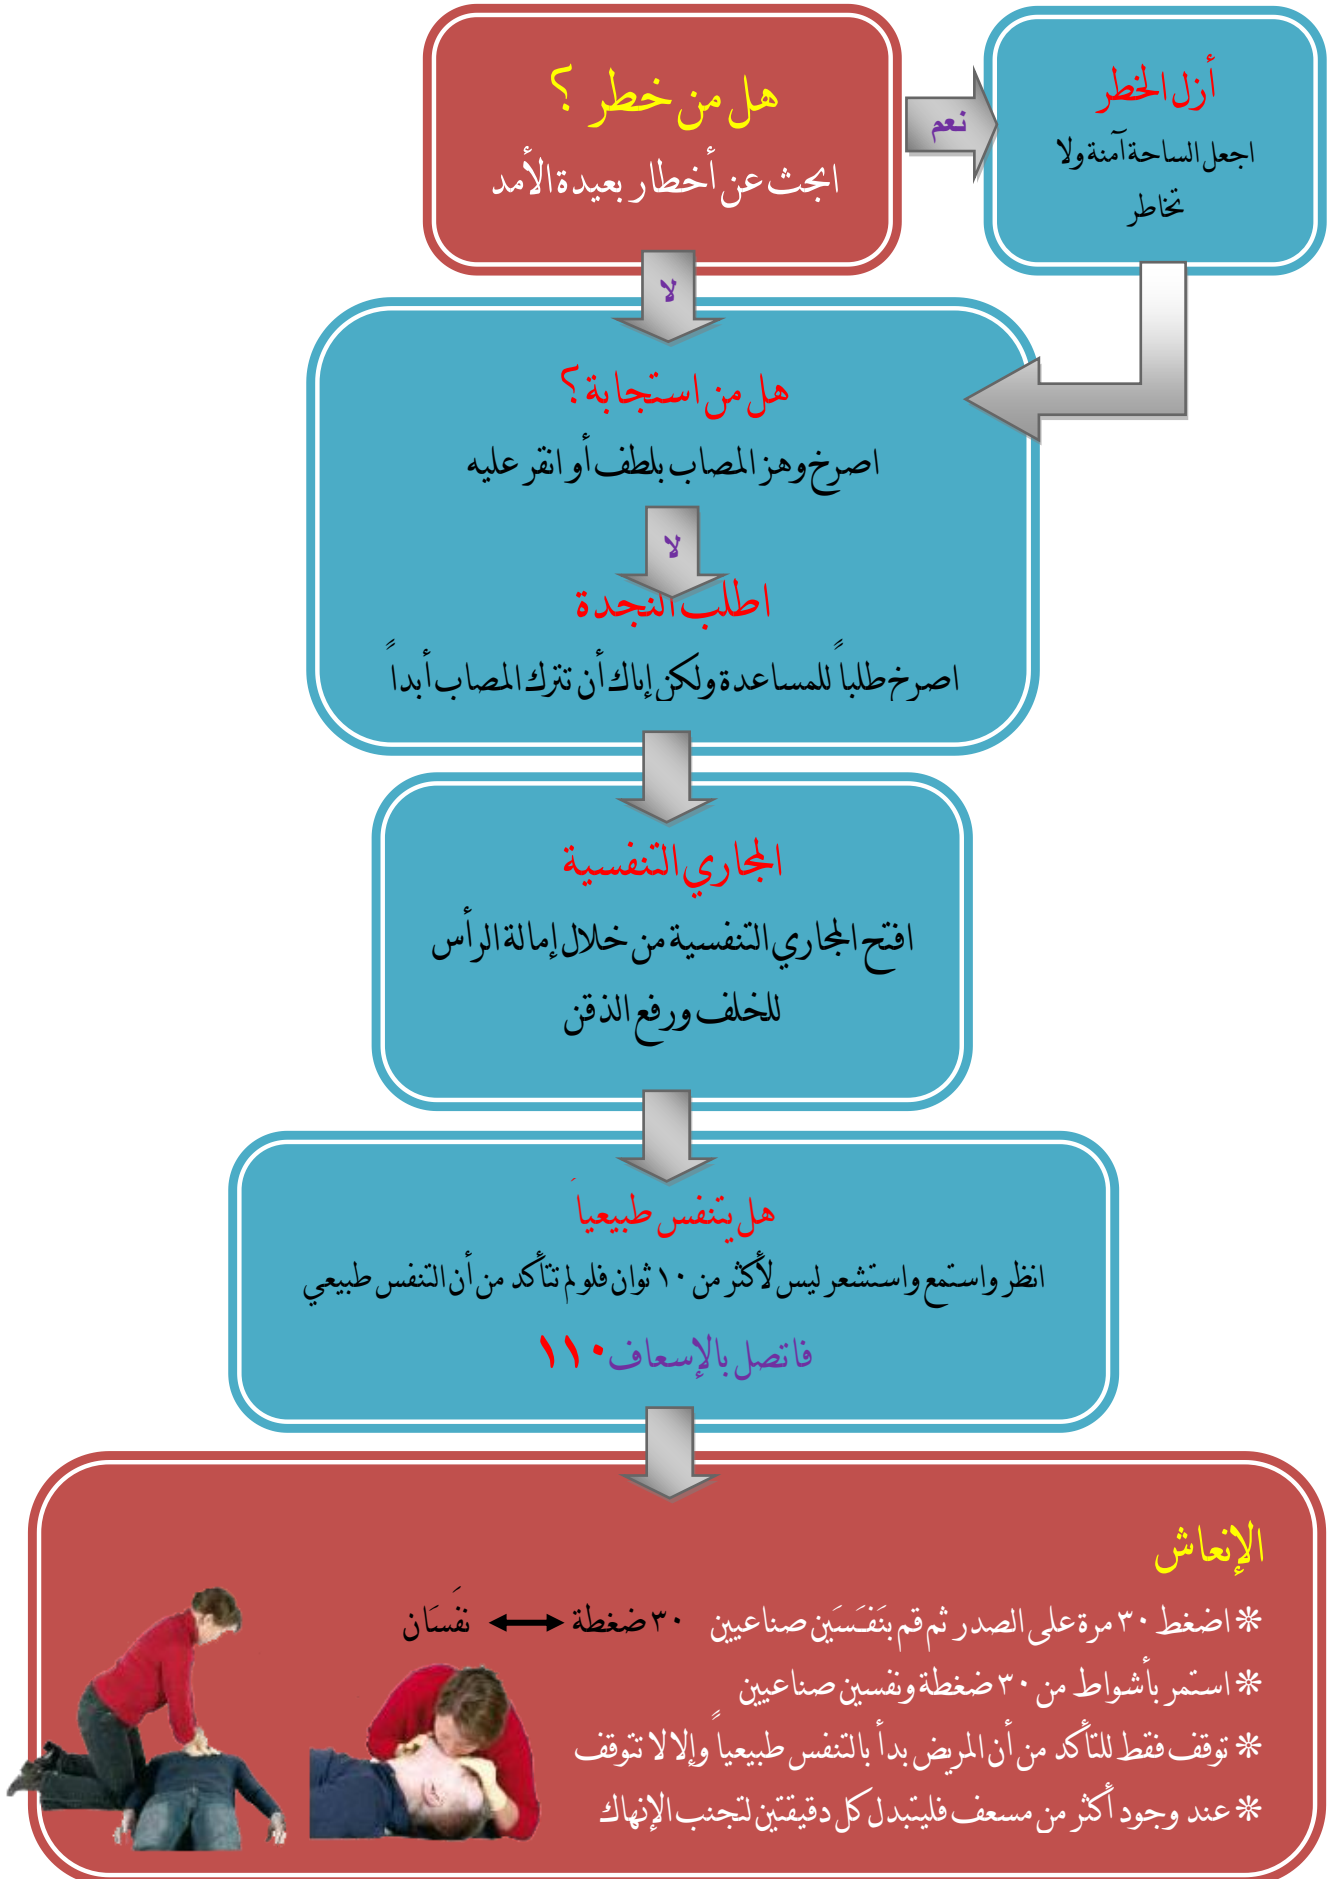 هل من خطر ؟
ابحث عن أخطار بعيدة الأمد
نعم
أزل الخطر
اجعل الساحة آمنة ولا
تخاطر
لا
هل من استجابة؟
اصرخ وهز المصاب بلطف أو انقر عليه
لا
اطلب النجدة
اصرخ طلباً للمساعدة ولكن إياك أن تترك المصاب أبداً
المجاري التنفسية
افتح المجاري التنفسية من خلال إمالة الرأس
للخلف ورفع الذقن
هل يتنفس طبيعياً
انظر واستمع واستشعر ليس لأكثر من ١٠ ثوان فلو لم تتأكد من أن التنفس طبيعي
فاتصل بالإسعاف ١١٠
الإنعاش
* اضغط ٣٠ مرة على الصدر ثم قم بنَفَسَين صناعيين ٣٠ ضغطة ↔ نفَسَان
* استمر بأشواط من ٣٠ ضغطة ونفسين صناعيين
* توقف فقط للتأكد من أن المريض بدأ بالتنفس طبيعياً وإلا لا تتوقف
* عند وجود أكثر من مسعف فليتبدل كل دقيقتين لتجنب الإنهاك